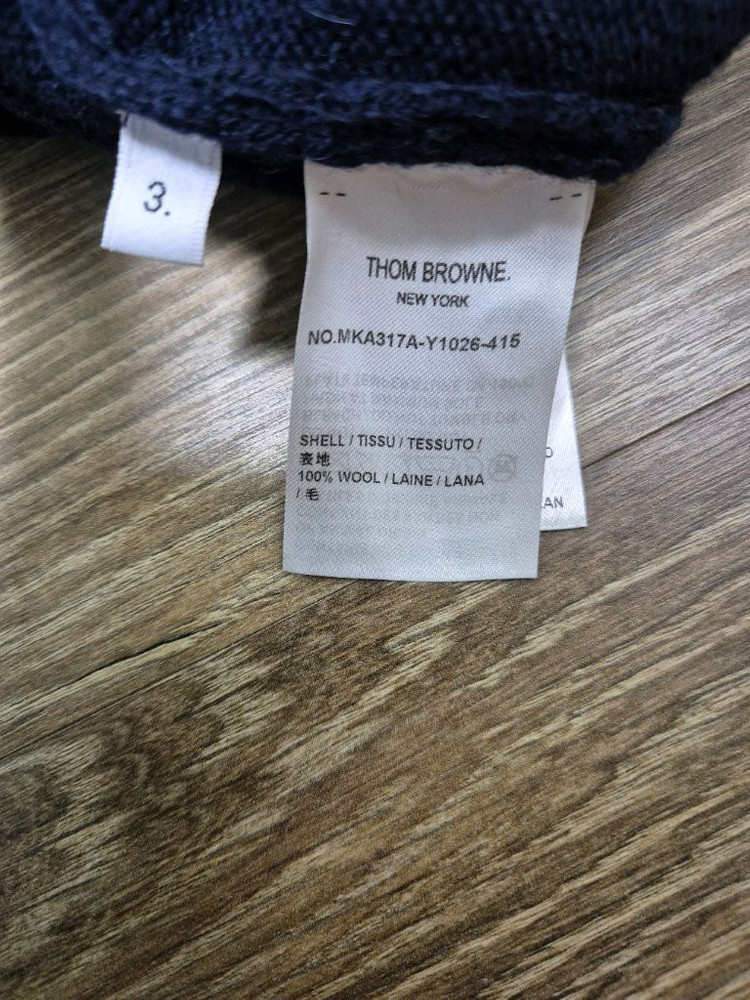 3.
THOM BROWNE.
NEW YORK
NO.MKA317A-Y1026-415
SHELL / TISSU / TESSUTO /
表地
100% WOOL / LAINE / LANA
/ 毛